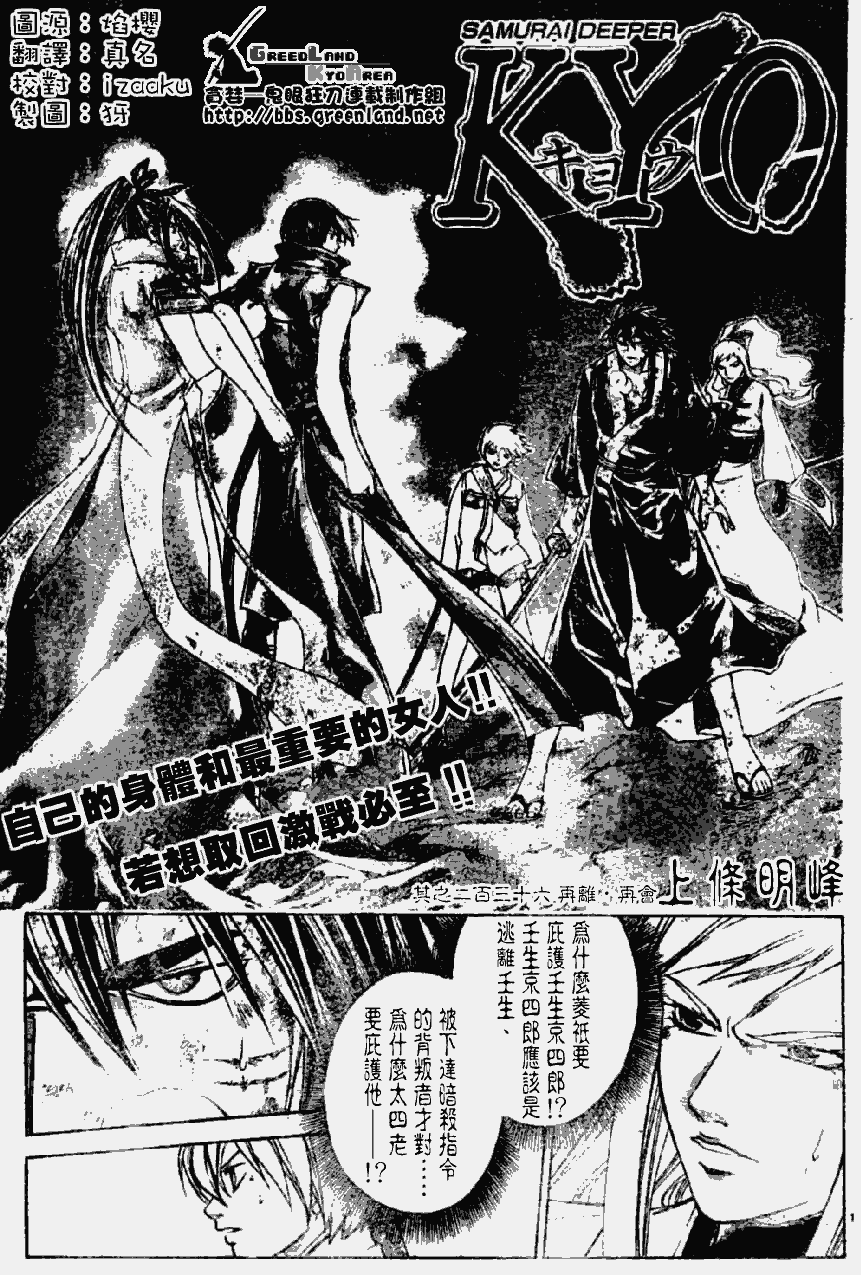 圖源：焰櫻
翻譯：真名
校對：izaoku
製圖：犽
GREEDLAND
KYOAREA
貪婪－鬼眼狂刀連載制作組
http://bbs.greenland.net
SAMURAI DEEPER
KYO
キョウ
自己的身體和最重要的女人!!
若想取回激戰必至!!
其之二百三十六 再離‧再會
上條明峰
為什麼菱祇要
庇護壬生京四郎!?
壬生京四郎應該是
逃離壬生、
被下達暗殺指令
的背叛者才對……
為什麼太四老
要庇護他——!?
1